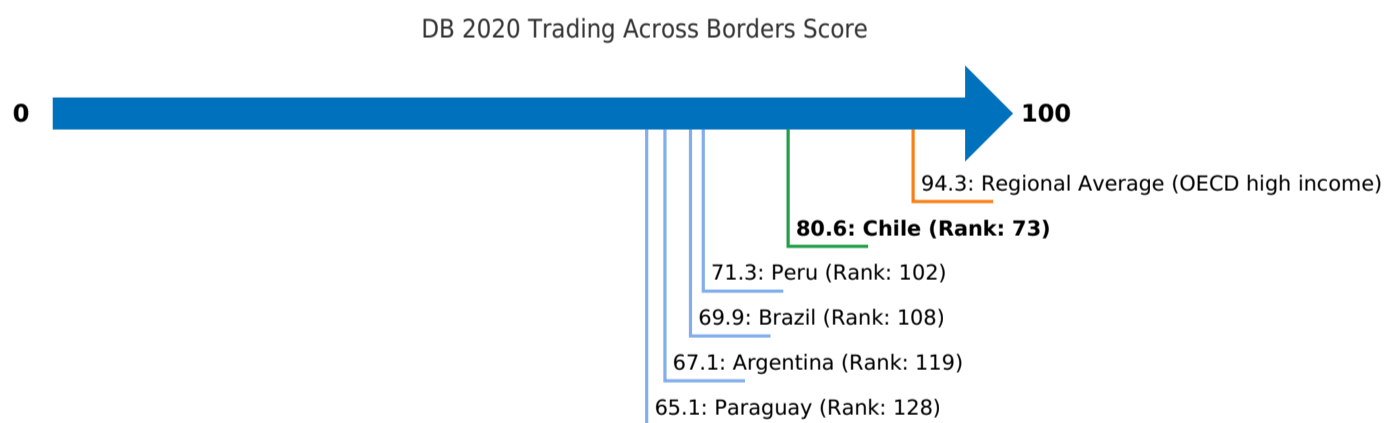 DB 2020 Trading Across Borders Score
0
100
94.3: Regional Average (OECD high income)
80.6: Chile (Rank: 73)
71.3: Peru (Rank: 102)
69.9: Brazil (Rank: 108)
67.1: Argentina (Rank: 119)
65.1: Paraguay (Rank: 128)